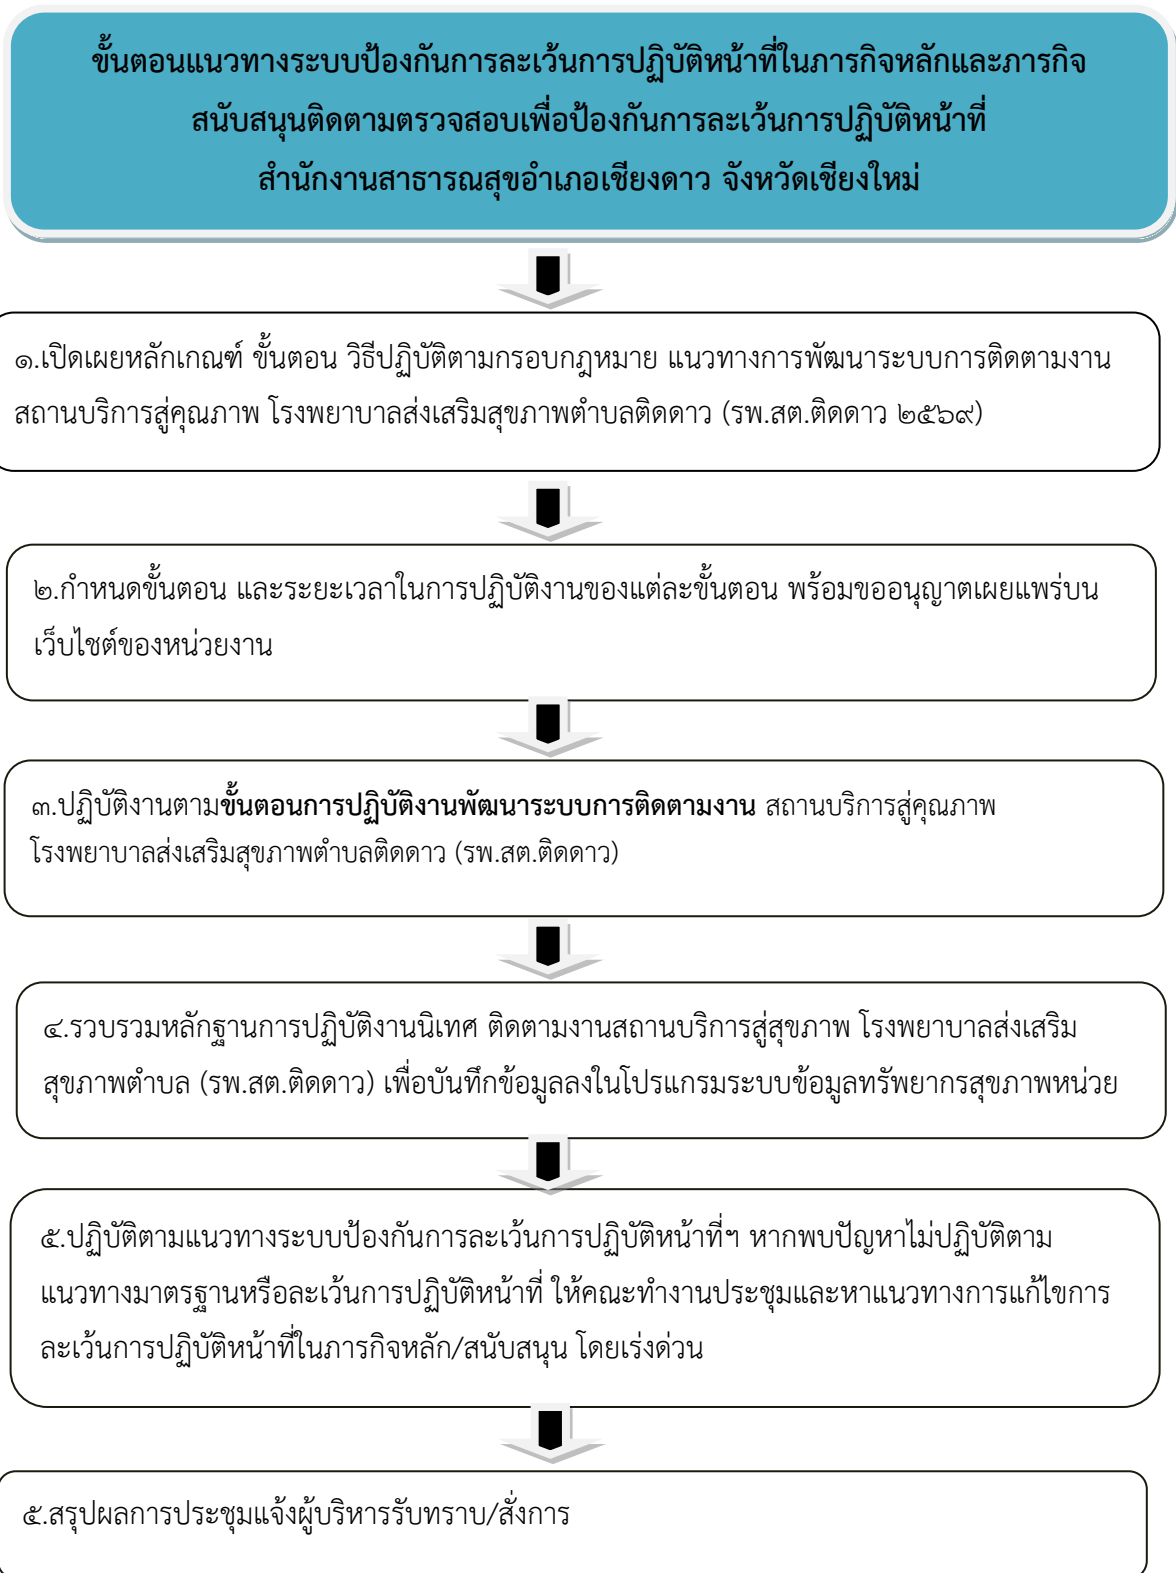 ขั้นตอนแนวทางระบบป้องกันการละเว้นการปฏิบัติหน้าที่ในภารกิจหลักและภารกิจ
สนับสนุนติดตามตรวจสอบเพื่อป้องกันการละเว้นการปฏิบัติหน้าที่
สำนักงานสาธารณสุขอำเภอเชียงดาว จังหวัดเชียงใหม่
๑.เปิดเผยหลักเกณฑ์ ขั้นตอน วิธีปฏิบัติตามกรอบกฎหมาย แนวทางการพัฒนาระบบการติดตามงาน
สถานบริการสู่คุณภาพ โรงพยาบาลส่งเสริมสุขภาพตำบลติดดาว (รพ.สต.ติดดาว ๒๕๖๙)
๒.กำหนดขั้นตอน และระยะเวลาในการปฏิบัติงานของแต่ละขั้นตอน พร้อมขออนุญาตเผยแพร่บน
เว็บไซต์ของหน่วยงาน
๓.ปฏิบัติงานตามขั้นตอนการปฏิบัติงานพัฒนาระบบการติดตามงาน สถานบริการสู่คุณภาพ
โรงพยาบาลส่งเสริมสุขภาพตำบลติดดาว (รพ.สต.ติดดาว)
๔.รวบรวมหลักฐานการปฏิบัติงานนิเทศ ติดตามงานสถานบริการสู่สุขภาพ โรงพยาบาลส่งเสริม
สุขภาพตำบล (รพ.สต.ติดดาว) เพื่อบันทึกข้อมูลลงในโปรแกรมระบบข้อมูลทรัพยากรสุขภาพหน่วย
๕.ปฏิบัติตามแนวทางระบบป้องกันการละเว้นการปฏิบัติหน้าที่ฯ หากพบปัญหาไม่ปฏิบัติตาม
แนวทางมาตรฐานหรือละเว้นการปฏิบัติหน้าที่ ให้คณะทำงานประชุมและหาแนวทางการแก้ไขการ
ละเว้นการปฏิบัติหน้าที่ในภารกิจหลัก/สนับสนุน โดยเร่งด่วน
๕.สรุปผลการประชุมแจ้งผู้บริหารรับทราบ/สั่งการ